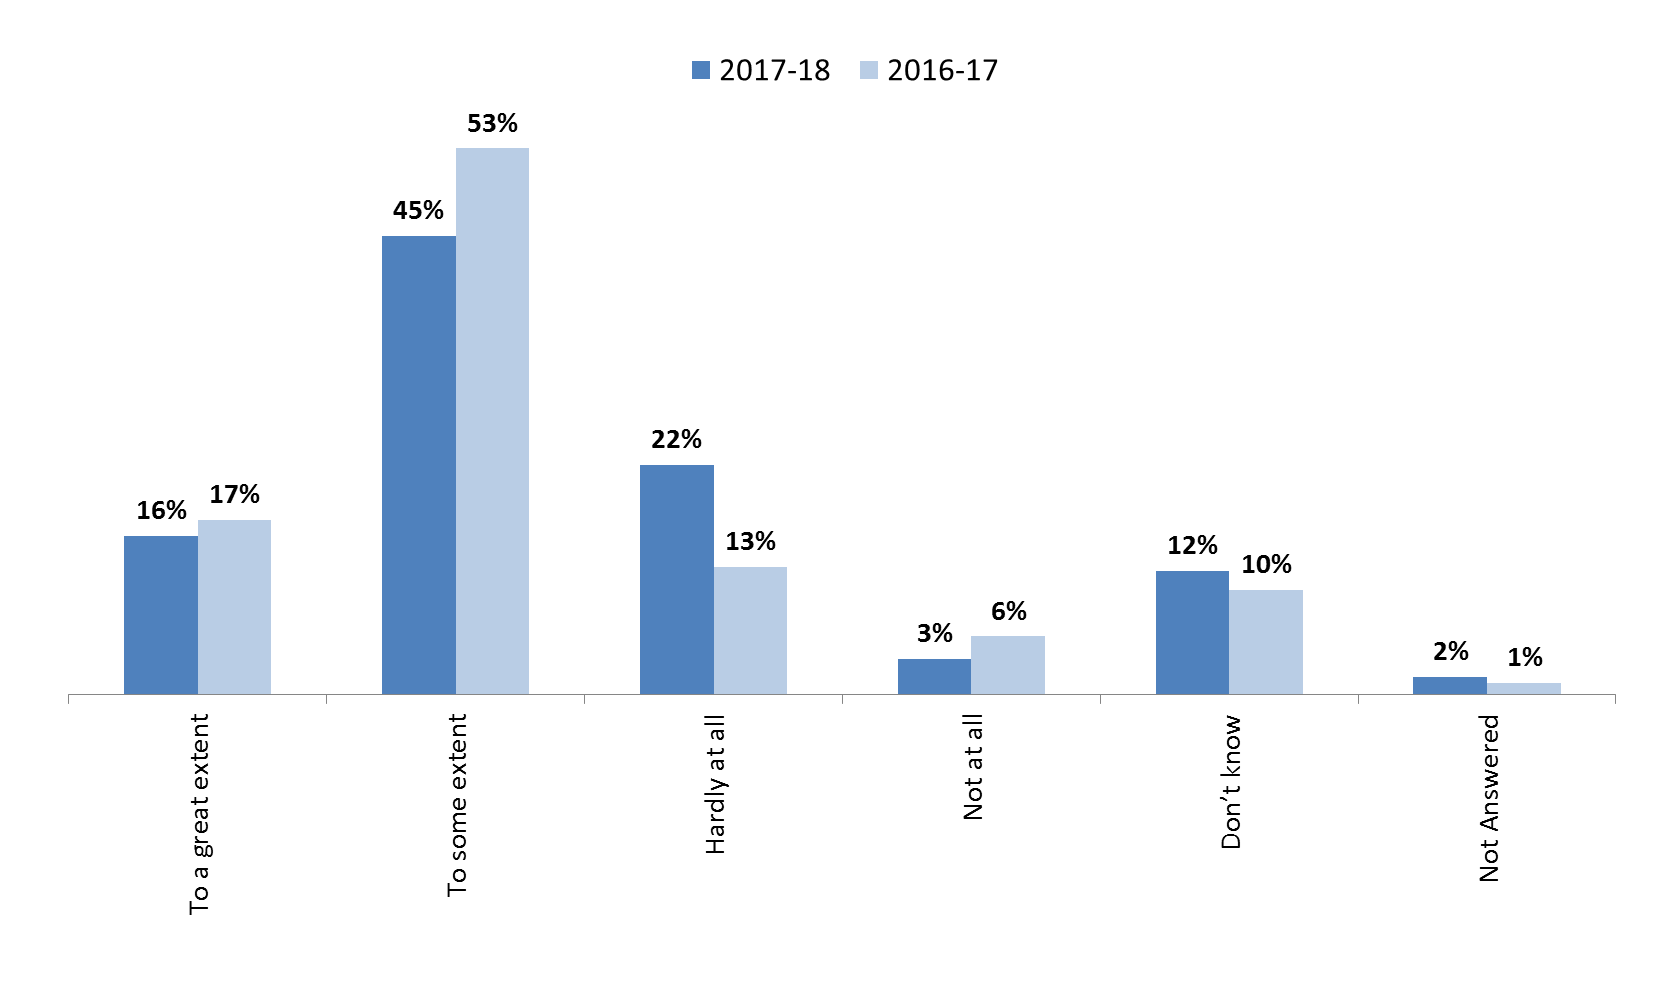 2017-18 2016-17
53%
45%
22%
16% 17%
13%
12% 10%
3% 6%
2% 1%
To a great extent
To some extent
Hardly at all
Not at all
Don't know
Not Answered